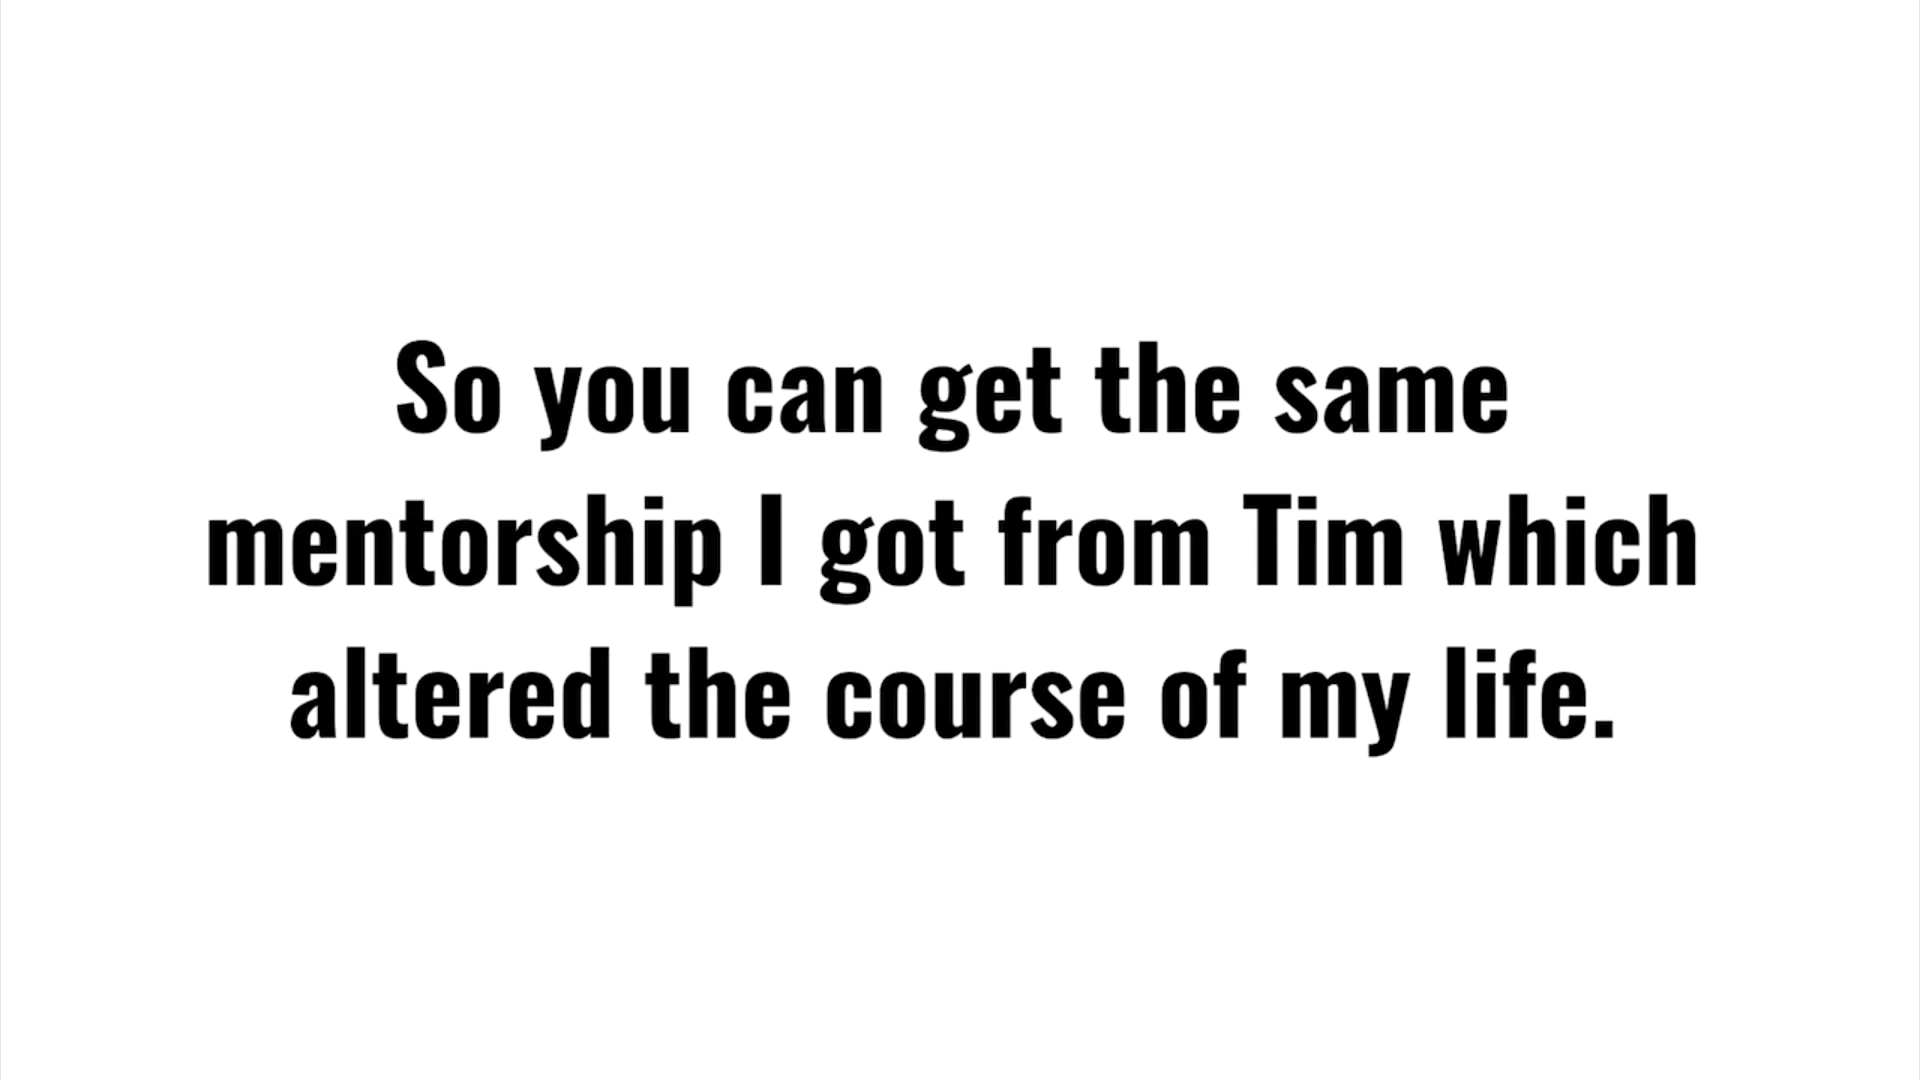 So you can get the same
mentorship I got from Tim which
altered the course of my life.